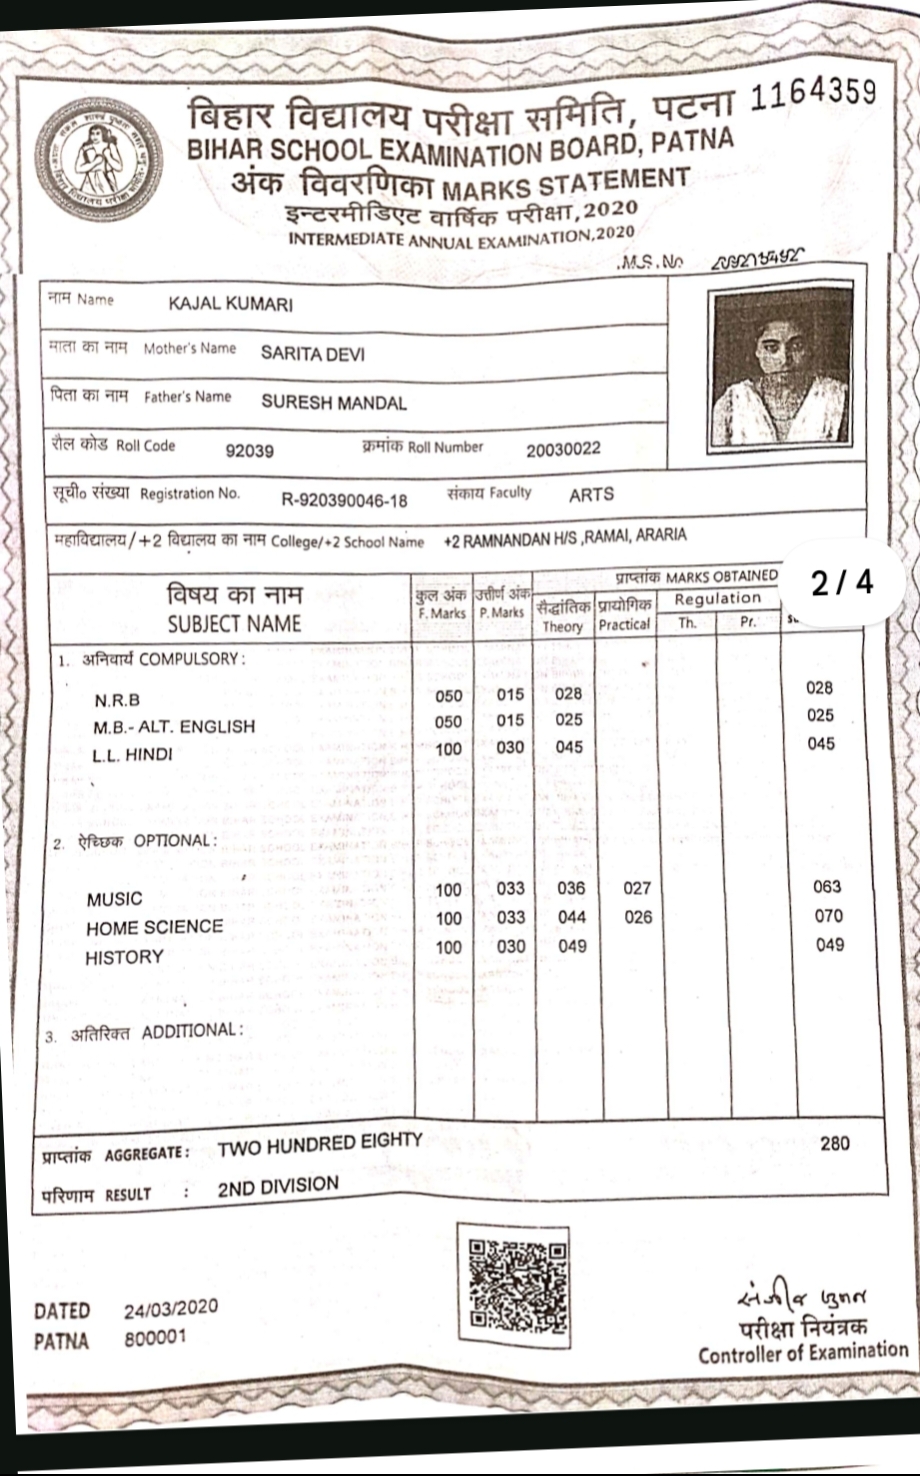 बिहार विद्यालय परीक्षा समिति, पटना 1164359
BIHAR SCHOOL EXAMINATION BOARD, PATNA
अंक विवरणिका MARKS STATEMENT
इन्टरमीडिएट वार्षिक परीक्षा,2020
INTERMEDIATE ANNUAL EXAMINATION,2020
.M.S.No
नाम Name KAJAL KUMARI
माता का नाम Mother's Name SARITA DEVI
पिता का नाम Father's Name SURESH MANDAL
रौल कोड Roll Code 92039 क्रमांक Roll Number 20030022
सूची० संख्या Registration No. R-920390046-18 संकाय Faculty ARTS
महाविद्यालय/+2 विद्यालय का नाम College/+2 School Name +2 RAMNANDAN H/S ,RAMAI, ARARIA
विषय का नाम SUBJECT NAME
कुल अंक F. Marks
उत्तीर्ण अंक P. Marks
प्राप्तांक MARKS OBTAINED
सैद्धांतिक Theory
प्रायोगिक Practical
Regulation
Th. Pr.
2 / 4
1. अनिवार्य COMPULSORY :
N.R.B 050 015 028 028
M.B.- ALT. ENGLISH 050 015 025 025
L.L. HINDI 100 030 045 045
2. ऐच्छिक OPTIONAL :
MUSIC 100 033 036 027 063
HOME SCIENCE 100 033 044 026 070
HISTORY 100 030 049 049
3. अतिरिक्त ADDITIONAL :
प्राप्तांक AGGREGATE : TWO HUNDRED EIGHTY 280
परिणाम RESULT : 2ND DIVISION
DATED 24/03/2020
PATNA 800001
परीक्षा नियंत्रक
Controller of Examination